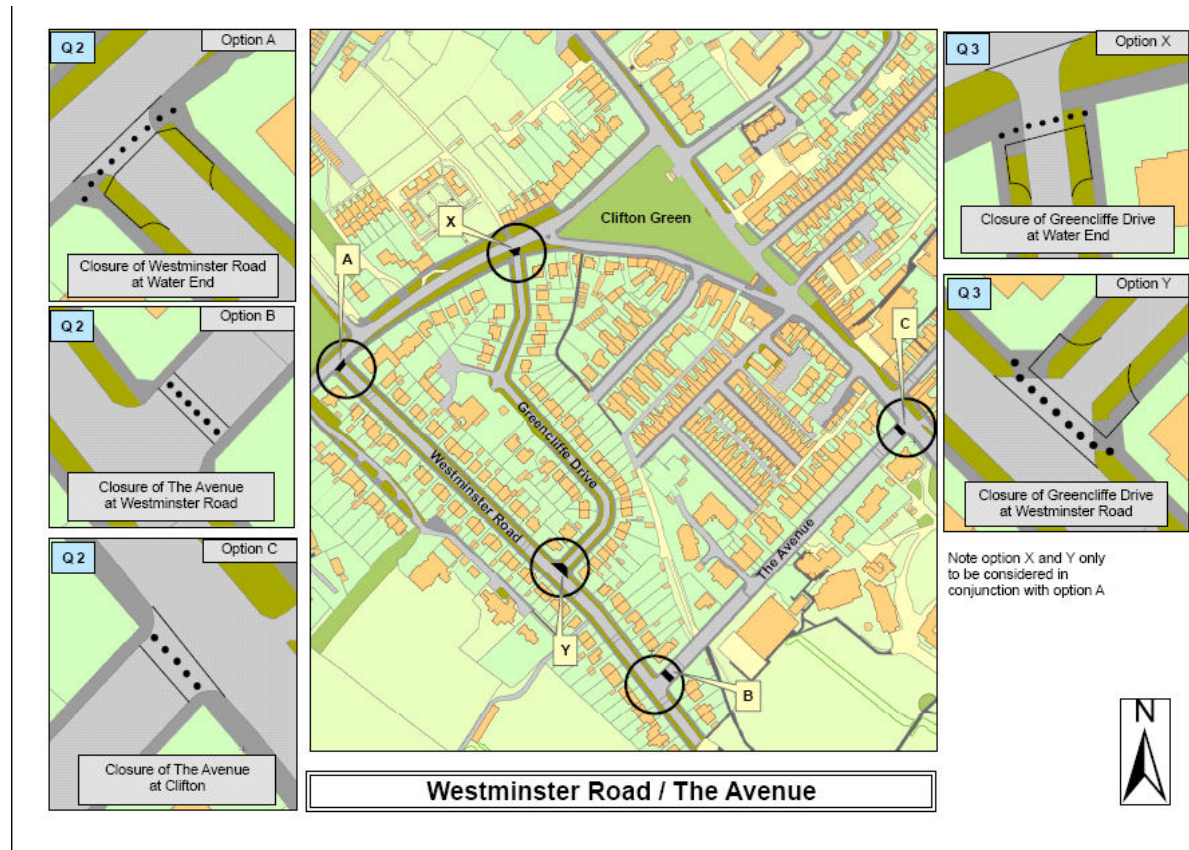 Q 2
Option A
Closure of Westminster Road
at Water End
Q 2
Option B
Closure of The Avenue
at Westminster Road
Q 2
Option C
Closure of The Avenue
at Clifton
X
A
Clifton Green
C
Greencliffe Drive
Westminster Road
The Avenue
Y
B
Westminster Road / The Avenue
Q 3
Option X
Closure of Greencliffe Drive
at Water End
Q 3
Option Y
Closure of Greencliffe Drive
at Westminster Road
Note option X and Y only
to be considered in
conjunction with option A
N